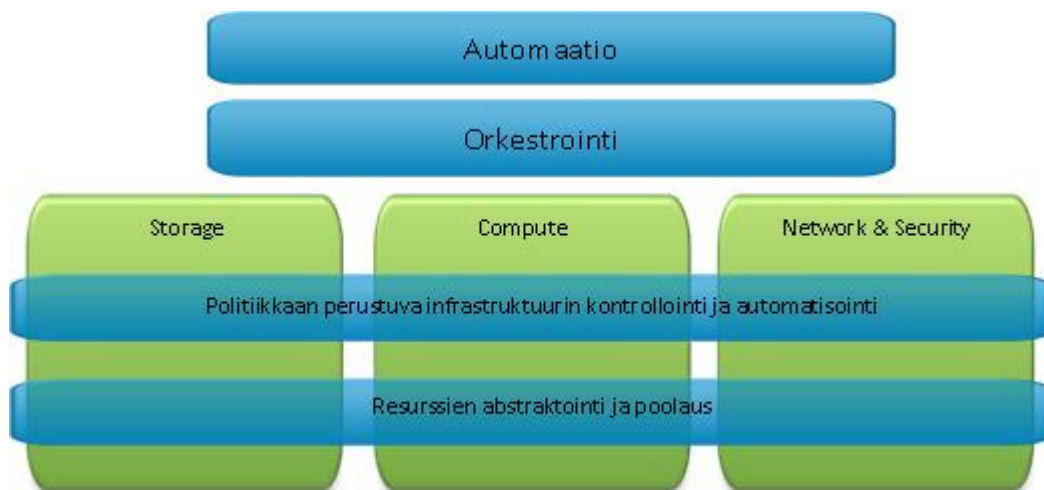 Automaatio
Orkestrointi
Storage
Compute
Network & Security
Politiikkaan perustuva infrastruktuurin kontrollointi ja automatisointi
Resurssien abstraktointi ja poolaus